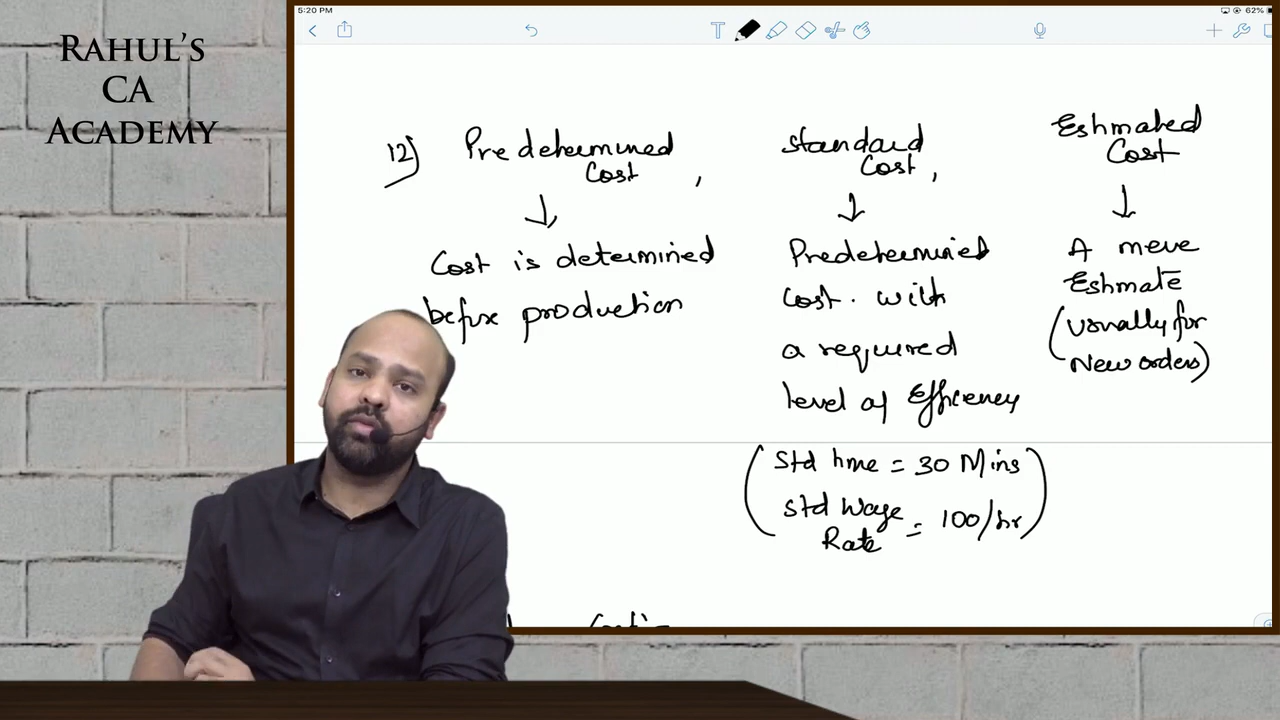 RAHUL'S
CA
ACADEMY
5:20 PM
62%
T
12) Predetermined Cost, Standard Cost, Estimated Cost
Cost is determined
before production
Predetermined
Cost. with
a required
level of Efficiency
(Std time = 30 Mins
Std Wage Rate = 100/hr)
A mere
Estimate
(Usually for
New orders)